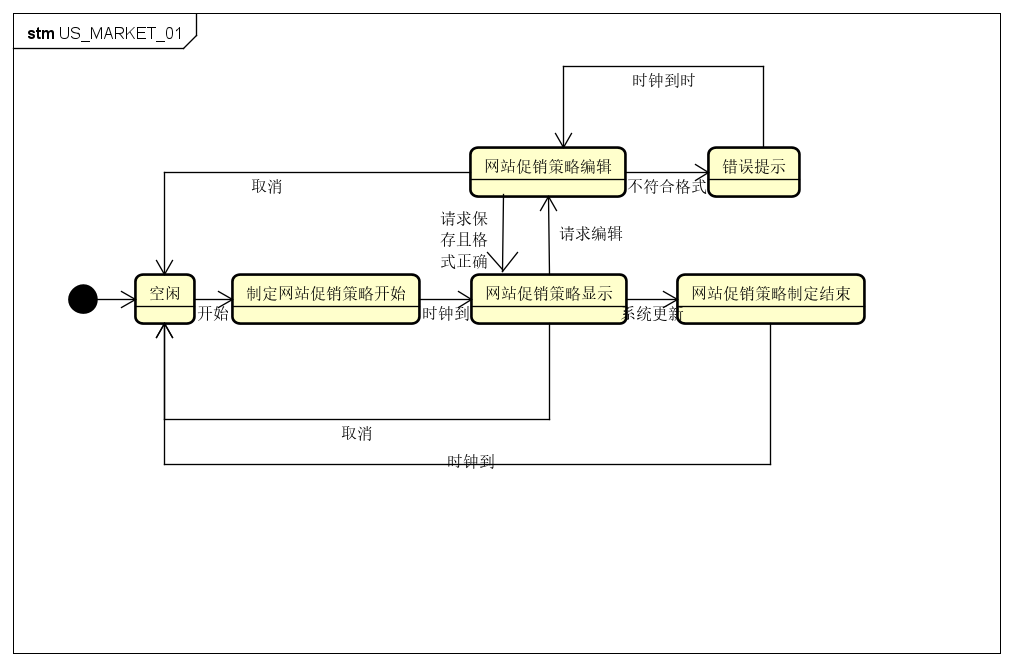 stm US_MARKET_01
时钟到时
网站促销策略编辑
错误提示
不符合格式
取消
请求保
存且格
式正确
请求编辑
空闲
制定网站促销策略开始
网站促销策略显示
网站促销策略制定结束
开始
时钟到
系统更新
取消
时钟到